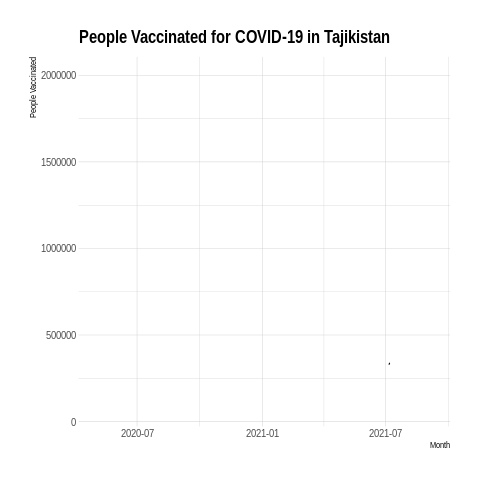 People Vaccinated for COVID-19 in Tajikistan
People Vaccinated
2000000
1500000
1000000
500000
0
2020-07
2021-01
2021-07
Month